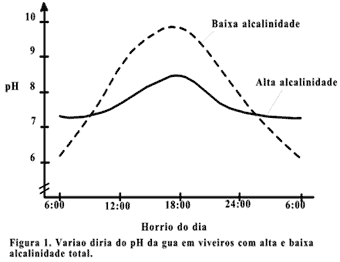 10
Baixa alcalinidade
9
8
Alta alcalinidade
pH
7
6
6:00 12:00 18:00 24:00 6:00
Horrio do dia
Figura 1. Variao diria do pH da gua em viveiros com alta e baixa
alcalinidade total.